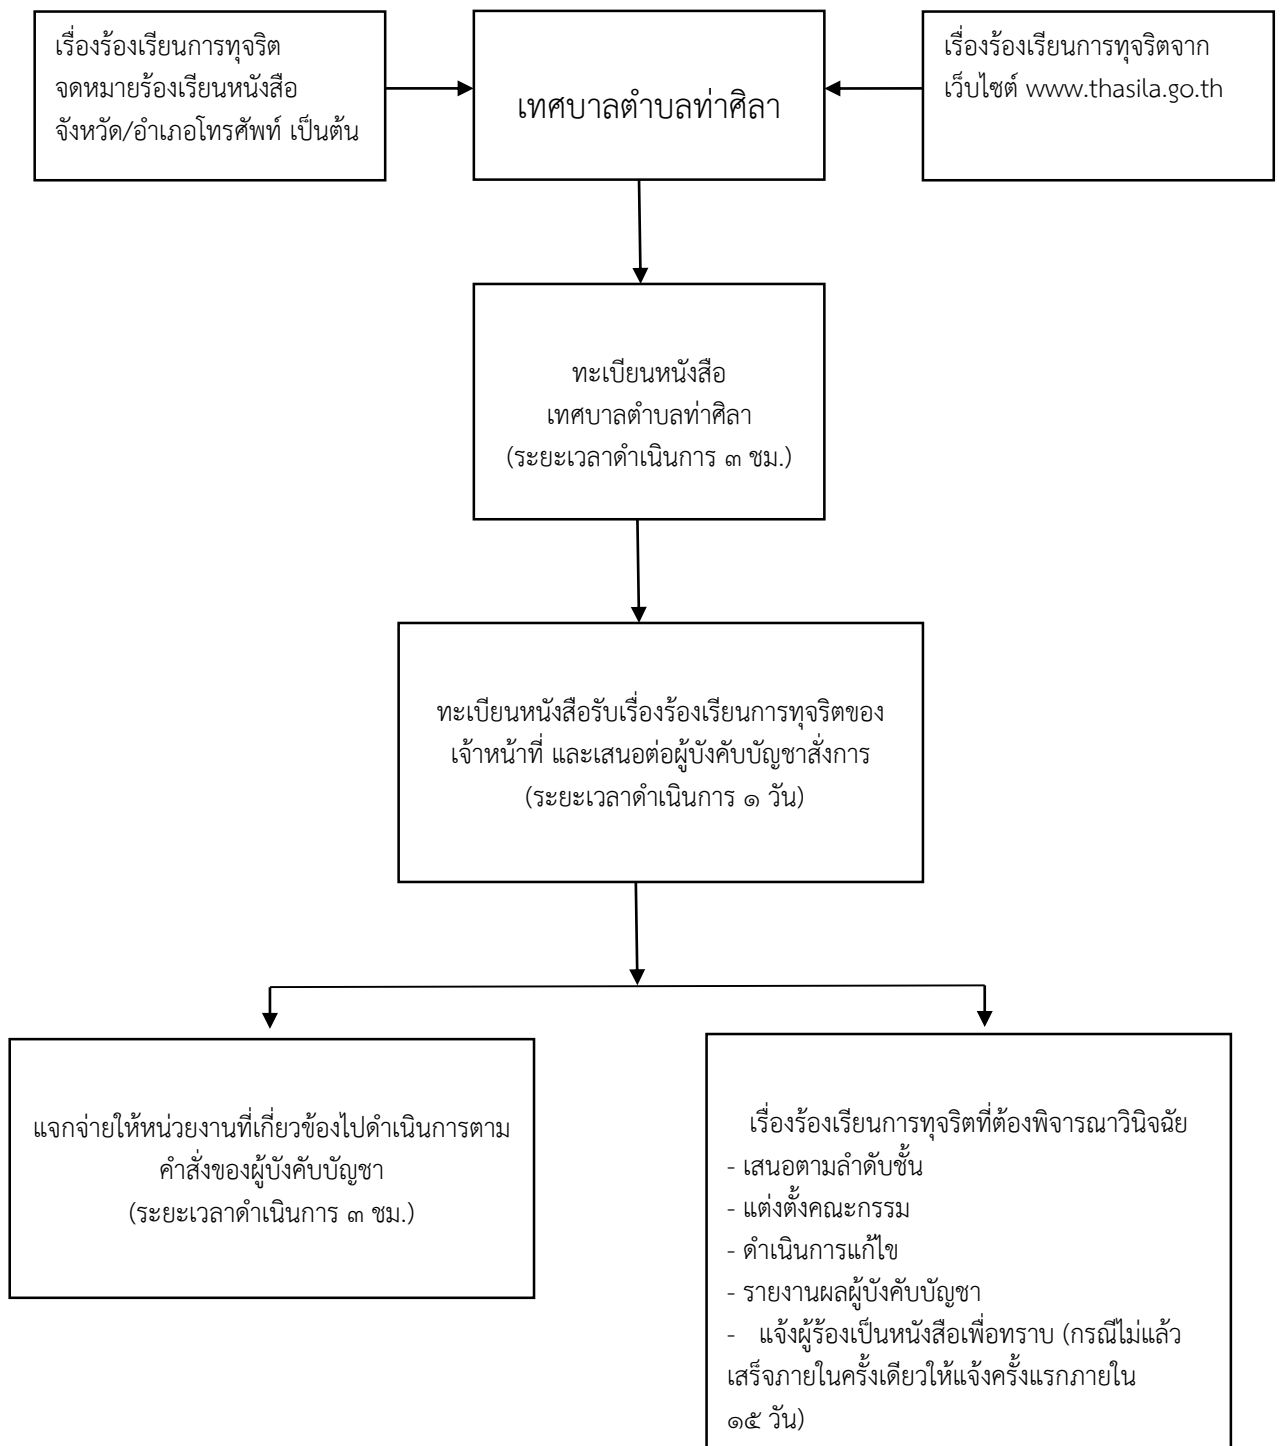 เรื่องร้องเรียนการทุจริต
จดหมายร้องเรียนหนังสือ
จังหวัด/อำเภอโทรศัพท์ เป็นต้น
เทศบาลตำบลท่าศิลา
เรื่องร้องเรียนการทุจริตจาก
เว็บไซต์ www.thasila.go.th
ทะเบียนหนังสือ
เทศบาลตำบลท่าศิลา
(ระยะเวลาดำเนินการ ๓ ชม.)
ทะเบียนหนังสือรับเรื่องร้องเรียนการทุจริตของ
เจ้าหน้าที่ และเสนอต่อผู้บังคับบัญชาสั่งการ
(ระยะเวลาดำเนินการ ๑ วัน)
แจกจ่ายให้หน่วยงานที่เกี่ยวข้องไปดำเนินการตาม
คำสั่งของผู้บังคับบัญชา
(ระยะเวลาดำเนินการ ๓ ชม.)
เรื่องร้องเรียนการทุจริตที่ต้องพิจารณาวินิจฉัย
- เสนอตามลำดับชั้น
- แต่งตั้งคณะกรรม
- ดำเนินการแก้ไข
- รายงานผลผู้บังคับบัญชา
- แจ้งผู้ร้องเป็นหนังสือเพื่อทราบ (กรณีไม่แล้ว
เสร็จภายในครั้งเดียวให้แจ้งครั้งแรกภายใน
๑๕ วัน)